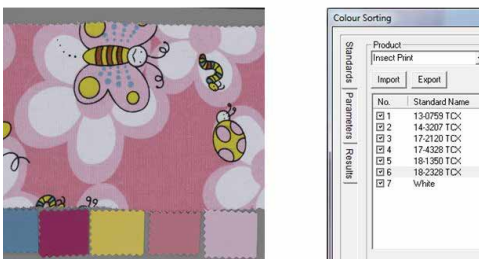 Colour Sorting
Standards
Parameters
Results
Product
Insect Print
Import Export
No. Standard Name
1 13-0759 TCX
2 14-3207 TCX
3 17-2120 TCX
4 17-4328 TCX
5 18-1350 TCX
6 18-2328 TCX
7 White